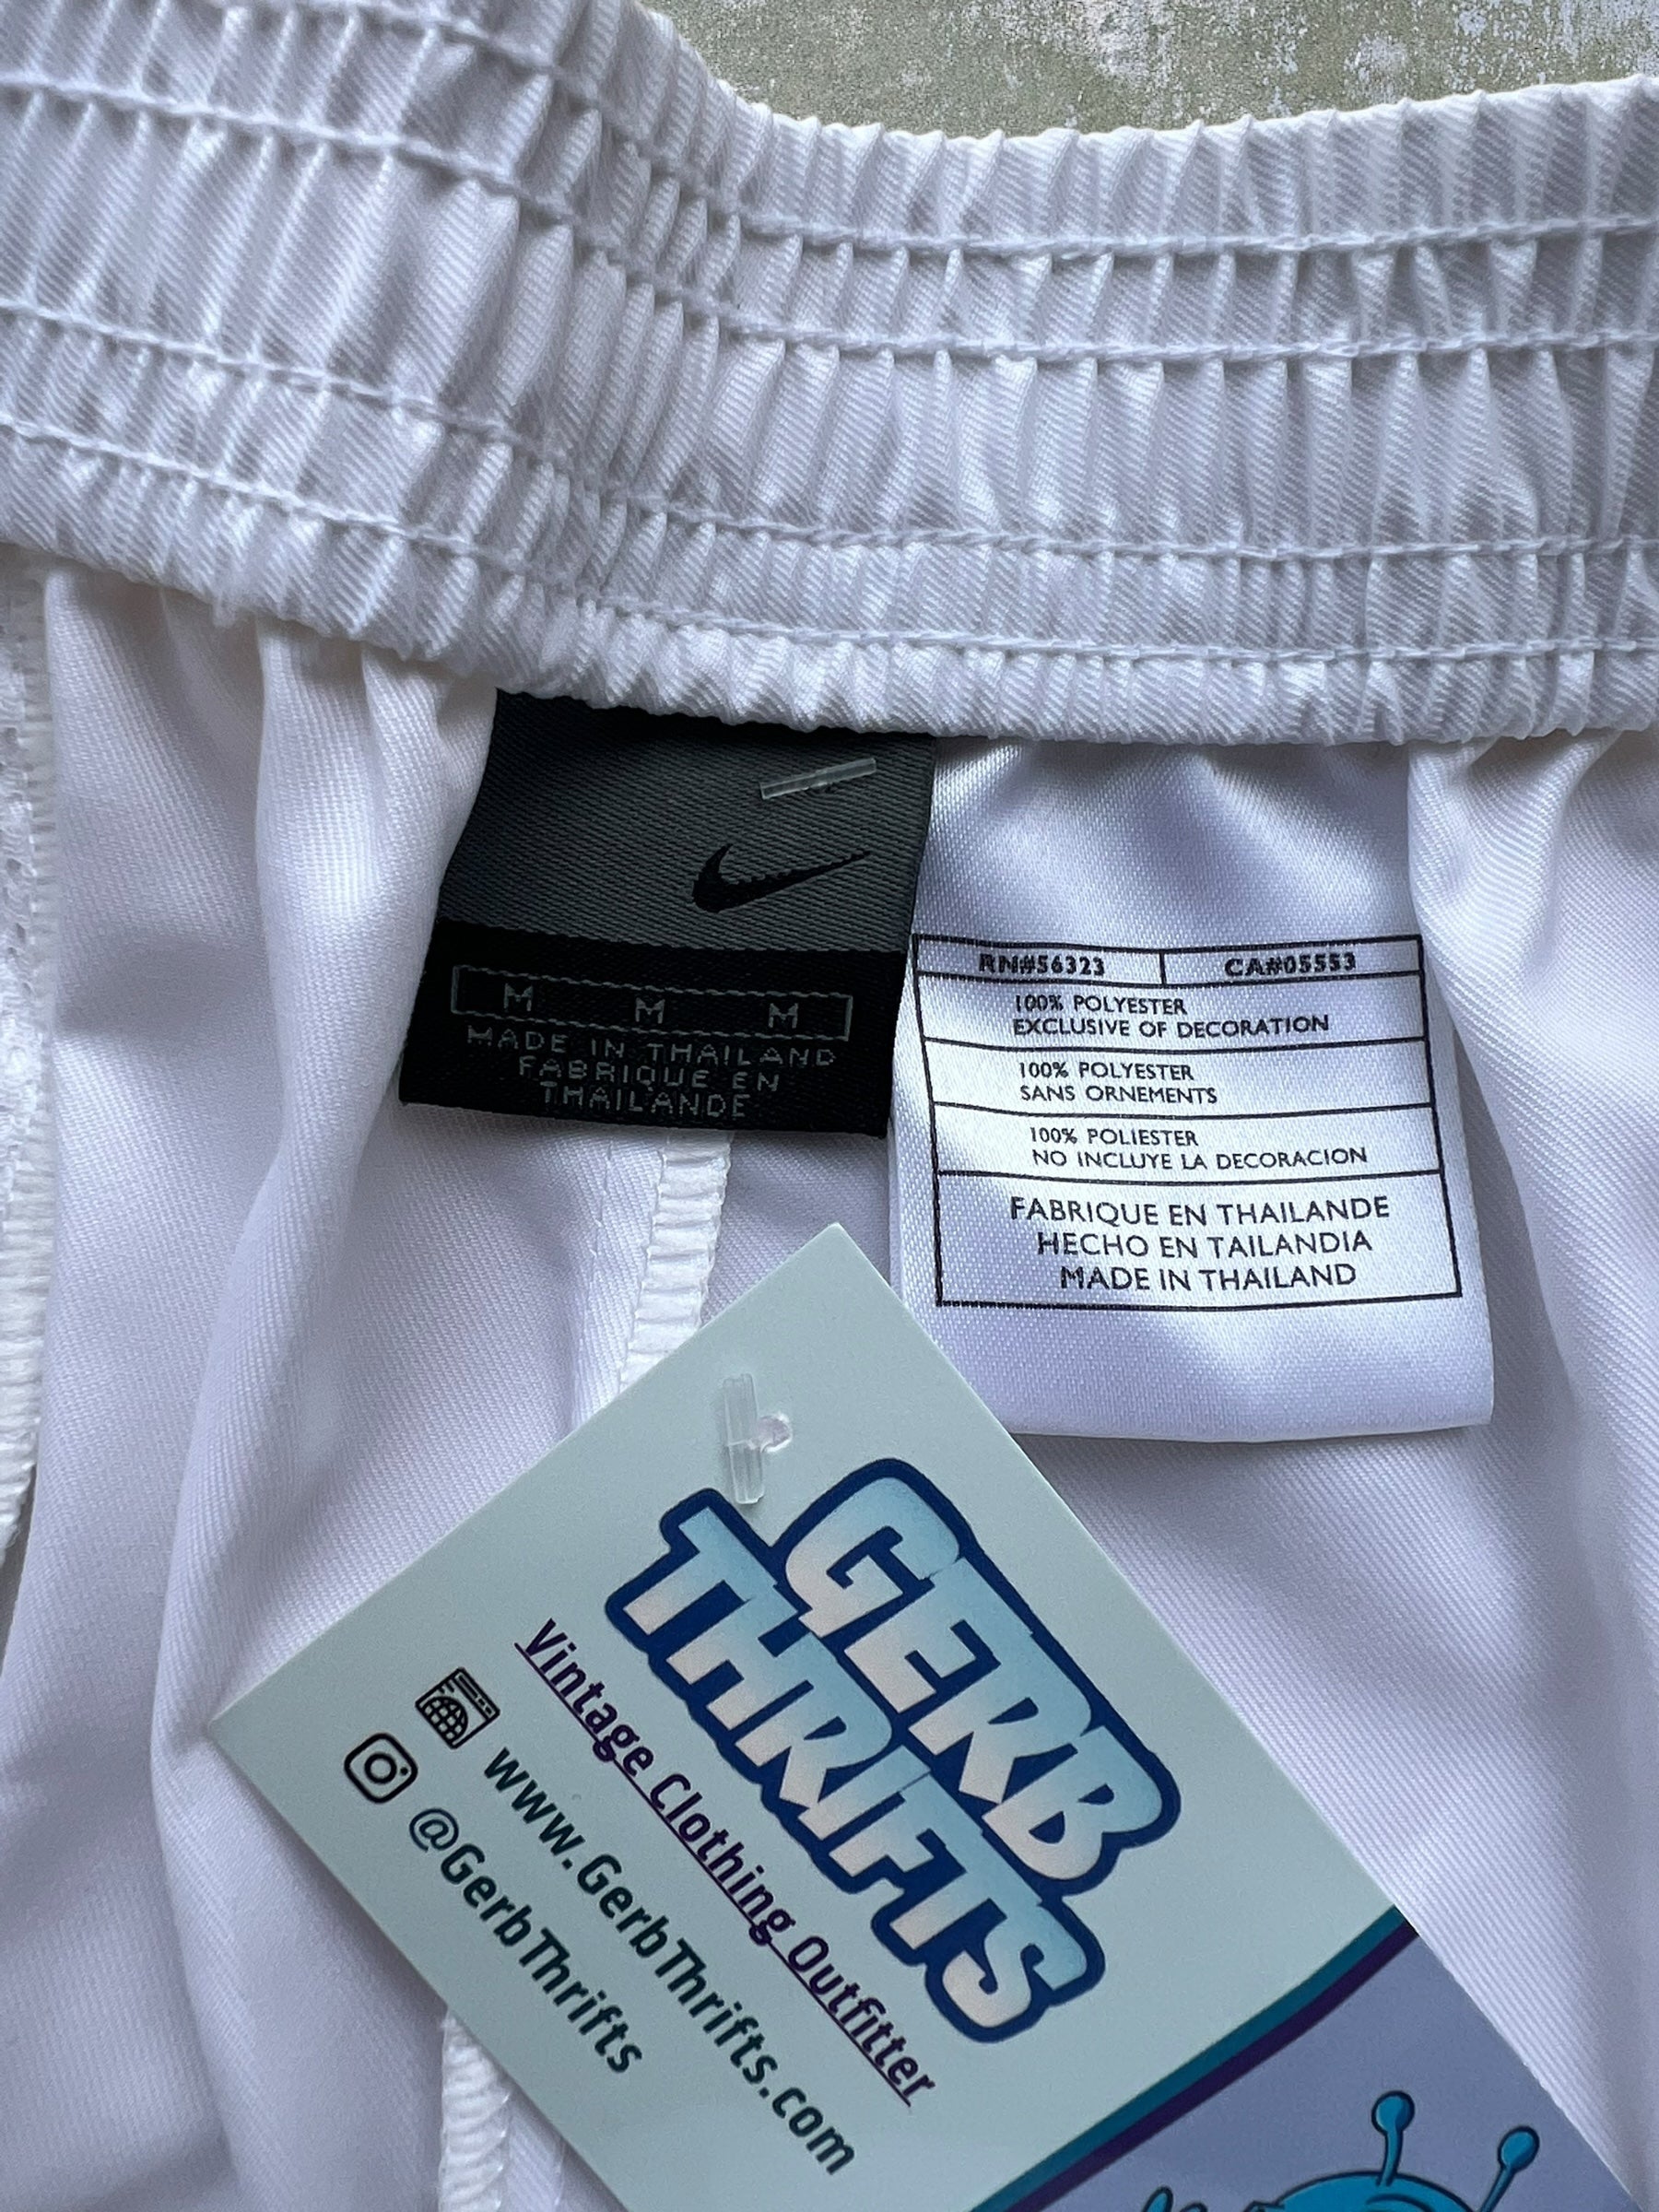 M M M
MADE IN THAILAND
FABRIQUE EN
THAILANDE
RN#56323 CA#05553
100% POLYESTER
EXCLUSIVE OF DECORATION
100% POLYESTER
SANS ORNEMENTS
100% POLIESTER
NO INCLUYE LA DECORACION
FABRIQUE EN THAILANDE
HECHO EN TAILANDIA
MADE IN THAILAND
GERB
THRIFTS
Vintage Clothing Outfitter
www.GerbThrifts.com
@GerbThrifts